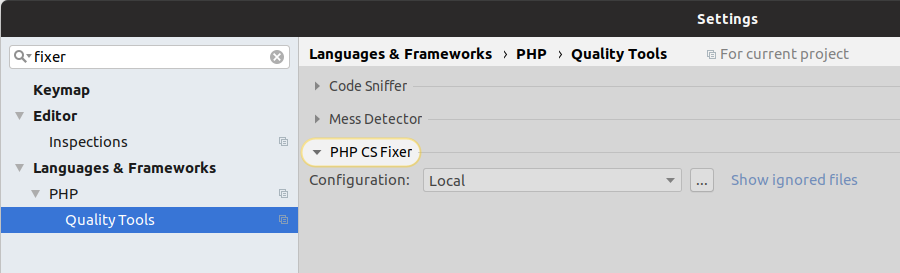 Settings
fixer
Keymap
Editor
Inspections
Languages & Frameworks
PHP
Quality Tools
Languages & Frameworks › PHP › Quality Tools For current project
Code Sniffer
Mess Detector
PHP CS Fixer
Configuration: Local ... Show ignored files